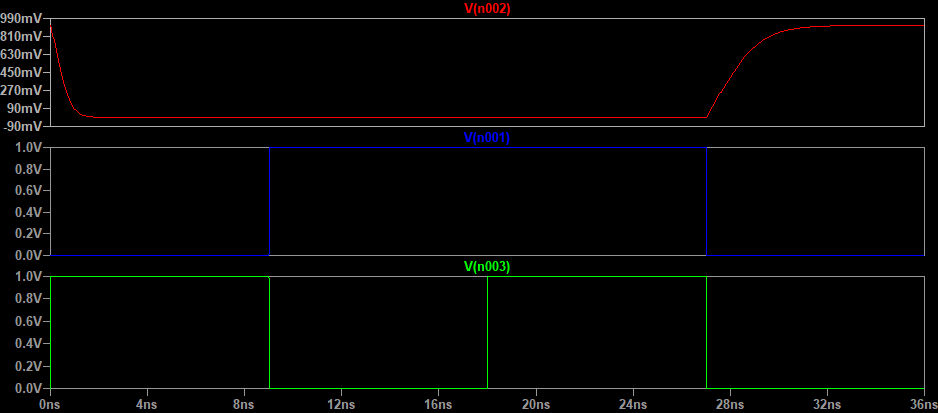 V(n002)
990mV
810mV
630mV
450mV
270mV
90mV
-90mV
V(n001)
1.0V
0.8V
0.6V
0.4V
0.2V
0.0V
V(n003)
1.0V
0.8V
0.6V
0.4V
0.2V
0.0V
0ns 4ns 8ns 12ns 16ns 20ns 24ns 28ns 32ns 36ns